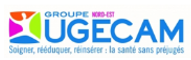 GROUPE NORD-EST
UGECAM
Soigner, rééduquer, réinsérer : la santé sans préjugés